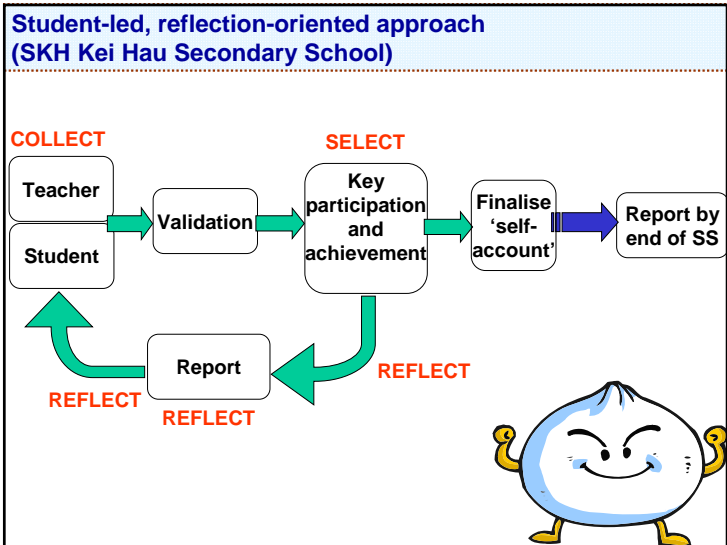 Student-led, reflection-oriented approach
(SKH Kei Hau Secondary School)
COLLECT
SELECT
Teacher
Student
Validation
Key
participation
and
achievement
Finalise
‘self-
account’
Report by
end of SS
Report
REFLECT
REFLECT
REFLECT